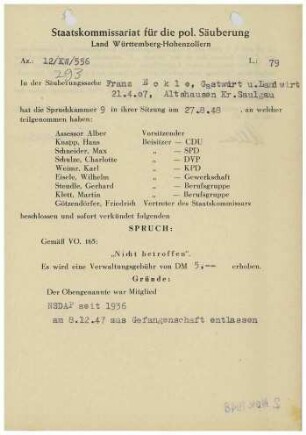 Staatskommissariat für die pol. Säuberung
Land Württemberg-Hohenzollern
Az.: 12/KW/556 L.: 79
293
In der Säuberungssache Franz Eckle, Gastwirt u.Landwirt
21.4.07, Altshausen Kr.Saulgau
hat die Spruchkammer 9 in ihrer Sitzung am 27.8.48, an welcher
teilgenommen haben:
Assessor Alber Vorsitzender
Knapp, Hans Beisitzer — CDU
Schneider, Max „ — SPD
Schulze, Charlotte „ — DVP
Weimr, Karl „ — KPD
Eisele, Wilhelm „ — Gewerkschaft
Steudle, Gerhard „ — Berufsgruppe
Klett, Martin „ — Berufsgruppe
Götzendörfer, Friedrich Vertreter des Staatskommissars
beschlossen und sofort verkündet folgenden
SPRUCH:
Gemäß VO. 165:
„Nicht betroffen".
Es wird eine Verwaltungsgebühr von DM 5.-- erhoben.
Gründe:
Der Obengenannte war Mitglied
NSDAP seit 1936
am 8.12.47 aus Gefangenschaft entlassen